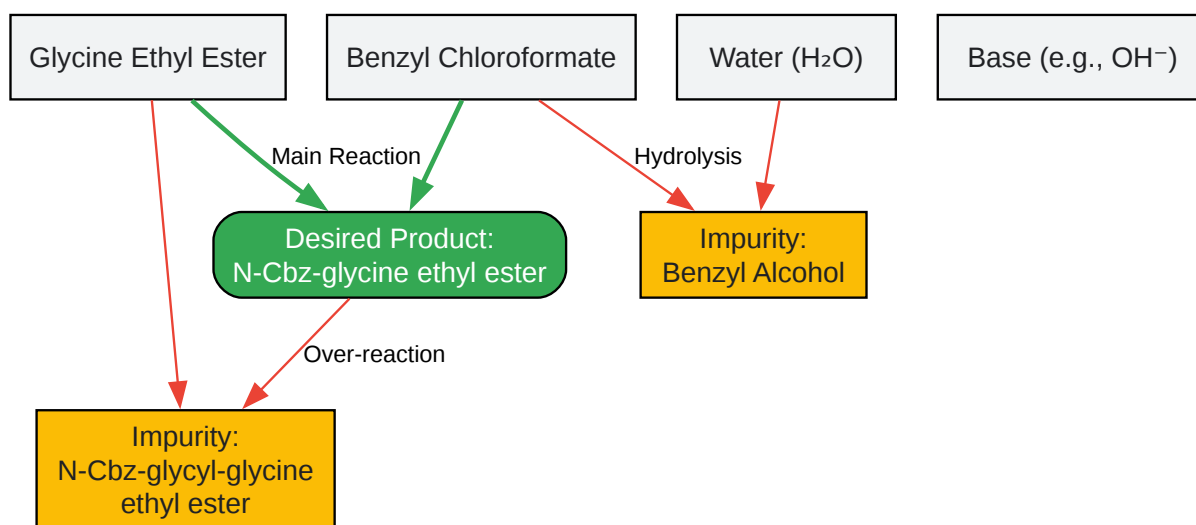 Glycine Ethyl Ester
Benzyl Chloroformate
Water (H₂O)
Base (e.g., OH⁻)
Main Reaction
Hydrolysis
Desired Product:
N-Cbz-glycine ethyl ester
Impurity:
Benzyl Alcohol
Over-reaction
Impurity:
N-Cbz-glycyl-glycine
ethyl ester